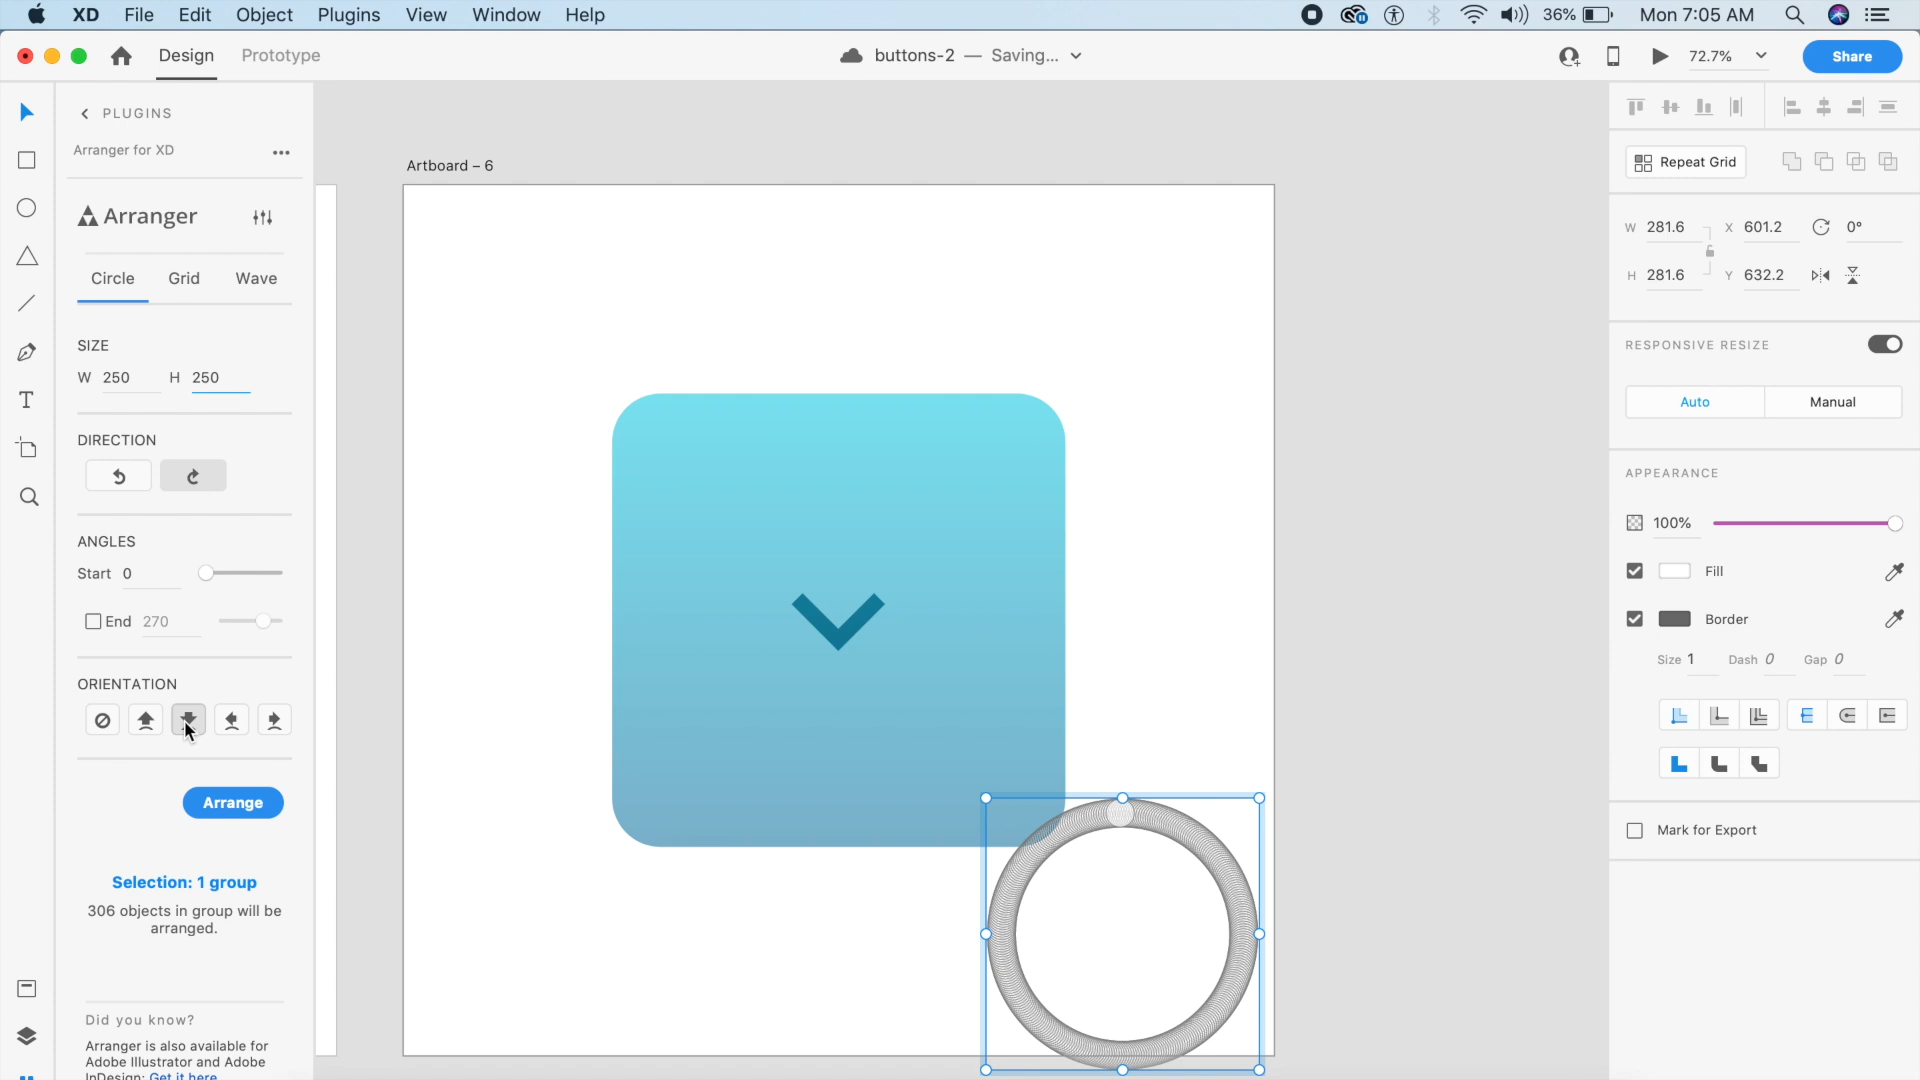 XD File Edit Object Plugins View Window Help 36% Mon 7:05 AM
Design Prototype buttons-2 — Saving... 72.7% Share
PLUGINS
Arranger for XD
Artboard – 6
Repeat Grid
Arranger
W 281.6 X 601.2 0°
Circle Grid Wave
H 281.6 Y 632.2
SIZE
RESPONSIVE RESIZE
W 250 H 250
Auto Manual
DIRECTION
APPEARANCE
100%
ANGLES
Start 0
Fill
End 270
Border
Size 1 Dash 0 Gap 0
ORIENTATION
Arrange
Mark for Export
Selection: 1 group
306 objects in group will be
arranged.
Did you know?
Arranger is also available for
Adobe Illustrator and Adobe
InDesign: Get it here